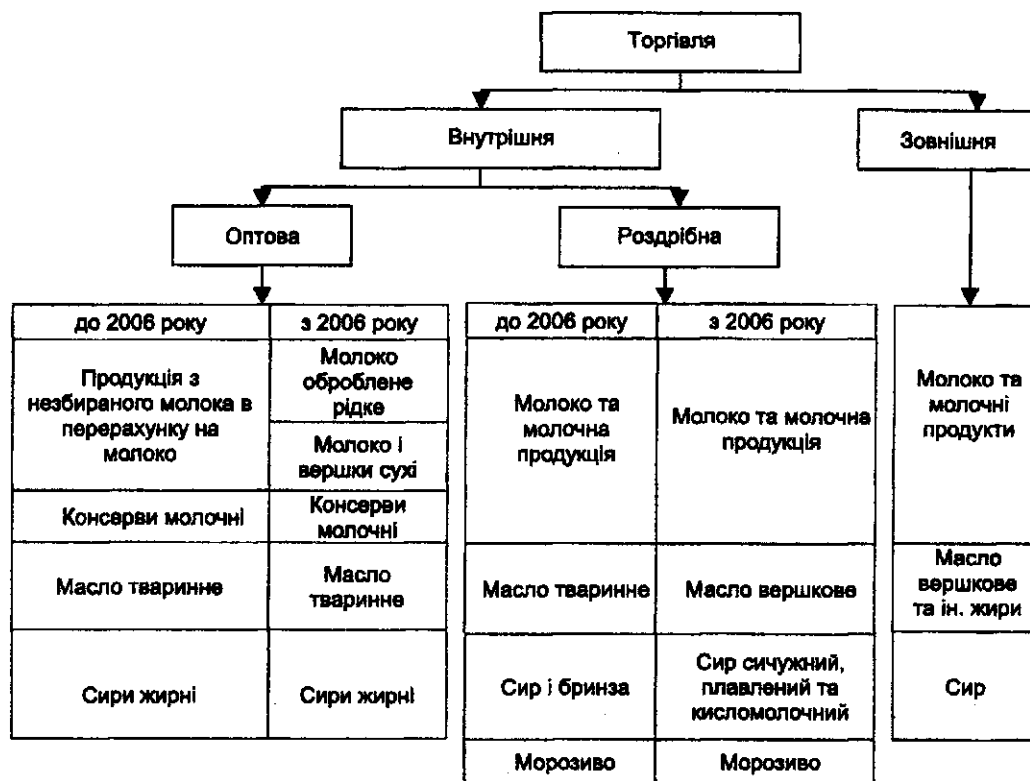 Торгівля
Внутрішня
Зовнішня
Оптова
Роздрібна
до 2006 року
з 2006 року
Продукція з
незбираного молока в
перерахунку на
молоко
Молоко
оброблене
рідке
Молоко і
вершки сухі
Консерви молочні
Консерви
молочні
Масло тваринне
Масло
тваринне
Сири жирні
Сири жирні
до 2006 року
з 2006 року
Молоко та
молочна
продукція
Молоко та молочна
продукція
Масло тваринне
Масло вершкове
Сир і бринза
Сир сичужний,
плавлений та
кисломолочний
Морозиво
Морозиво
Молоко та
молочні
продукти
Масло
вершкове
та ін. жири
Сир